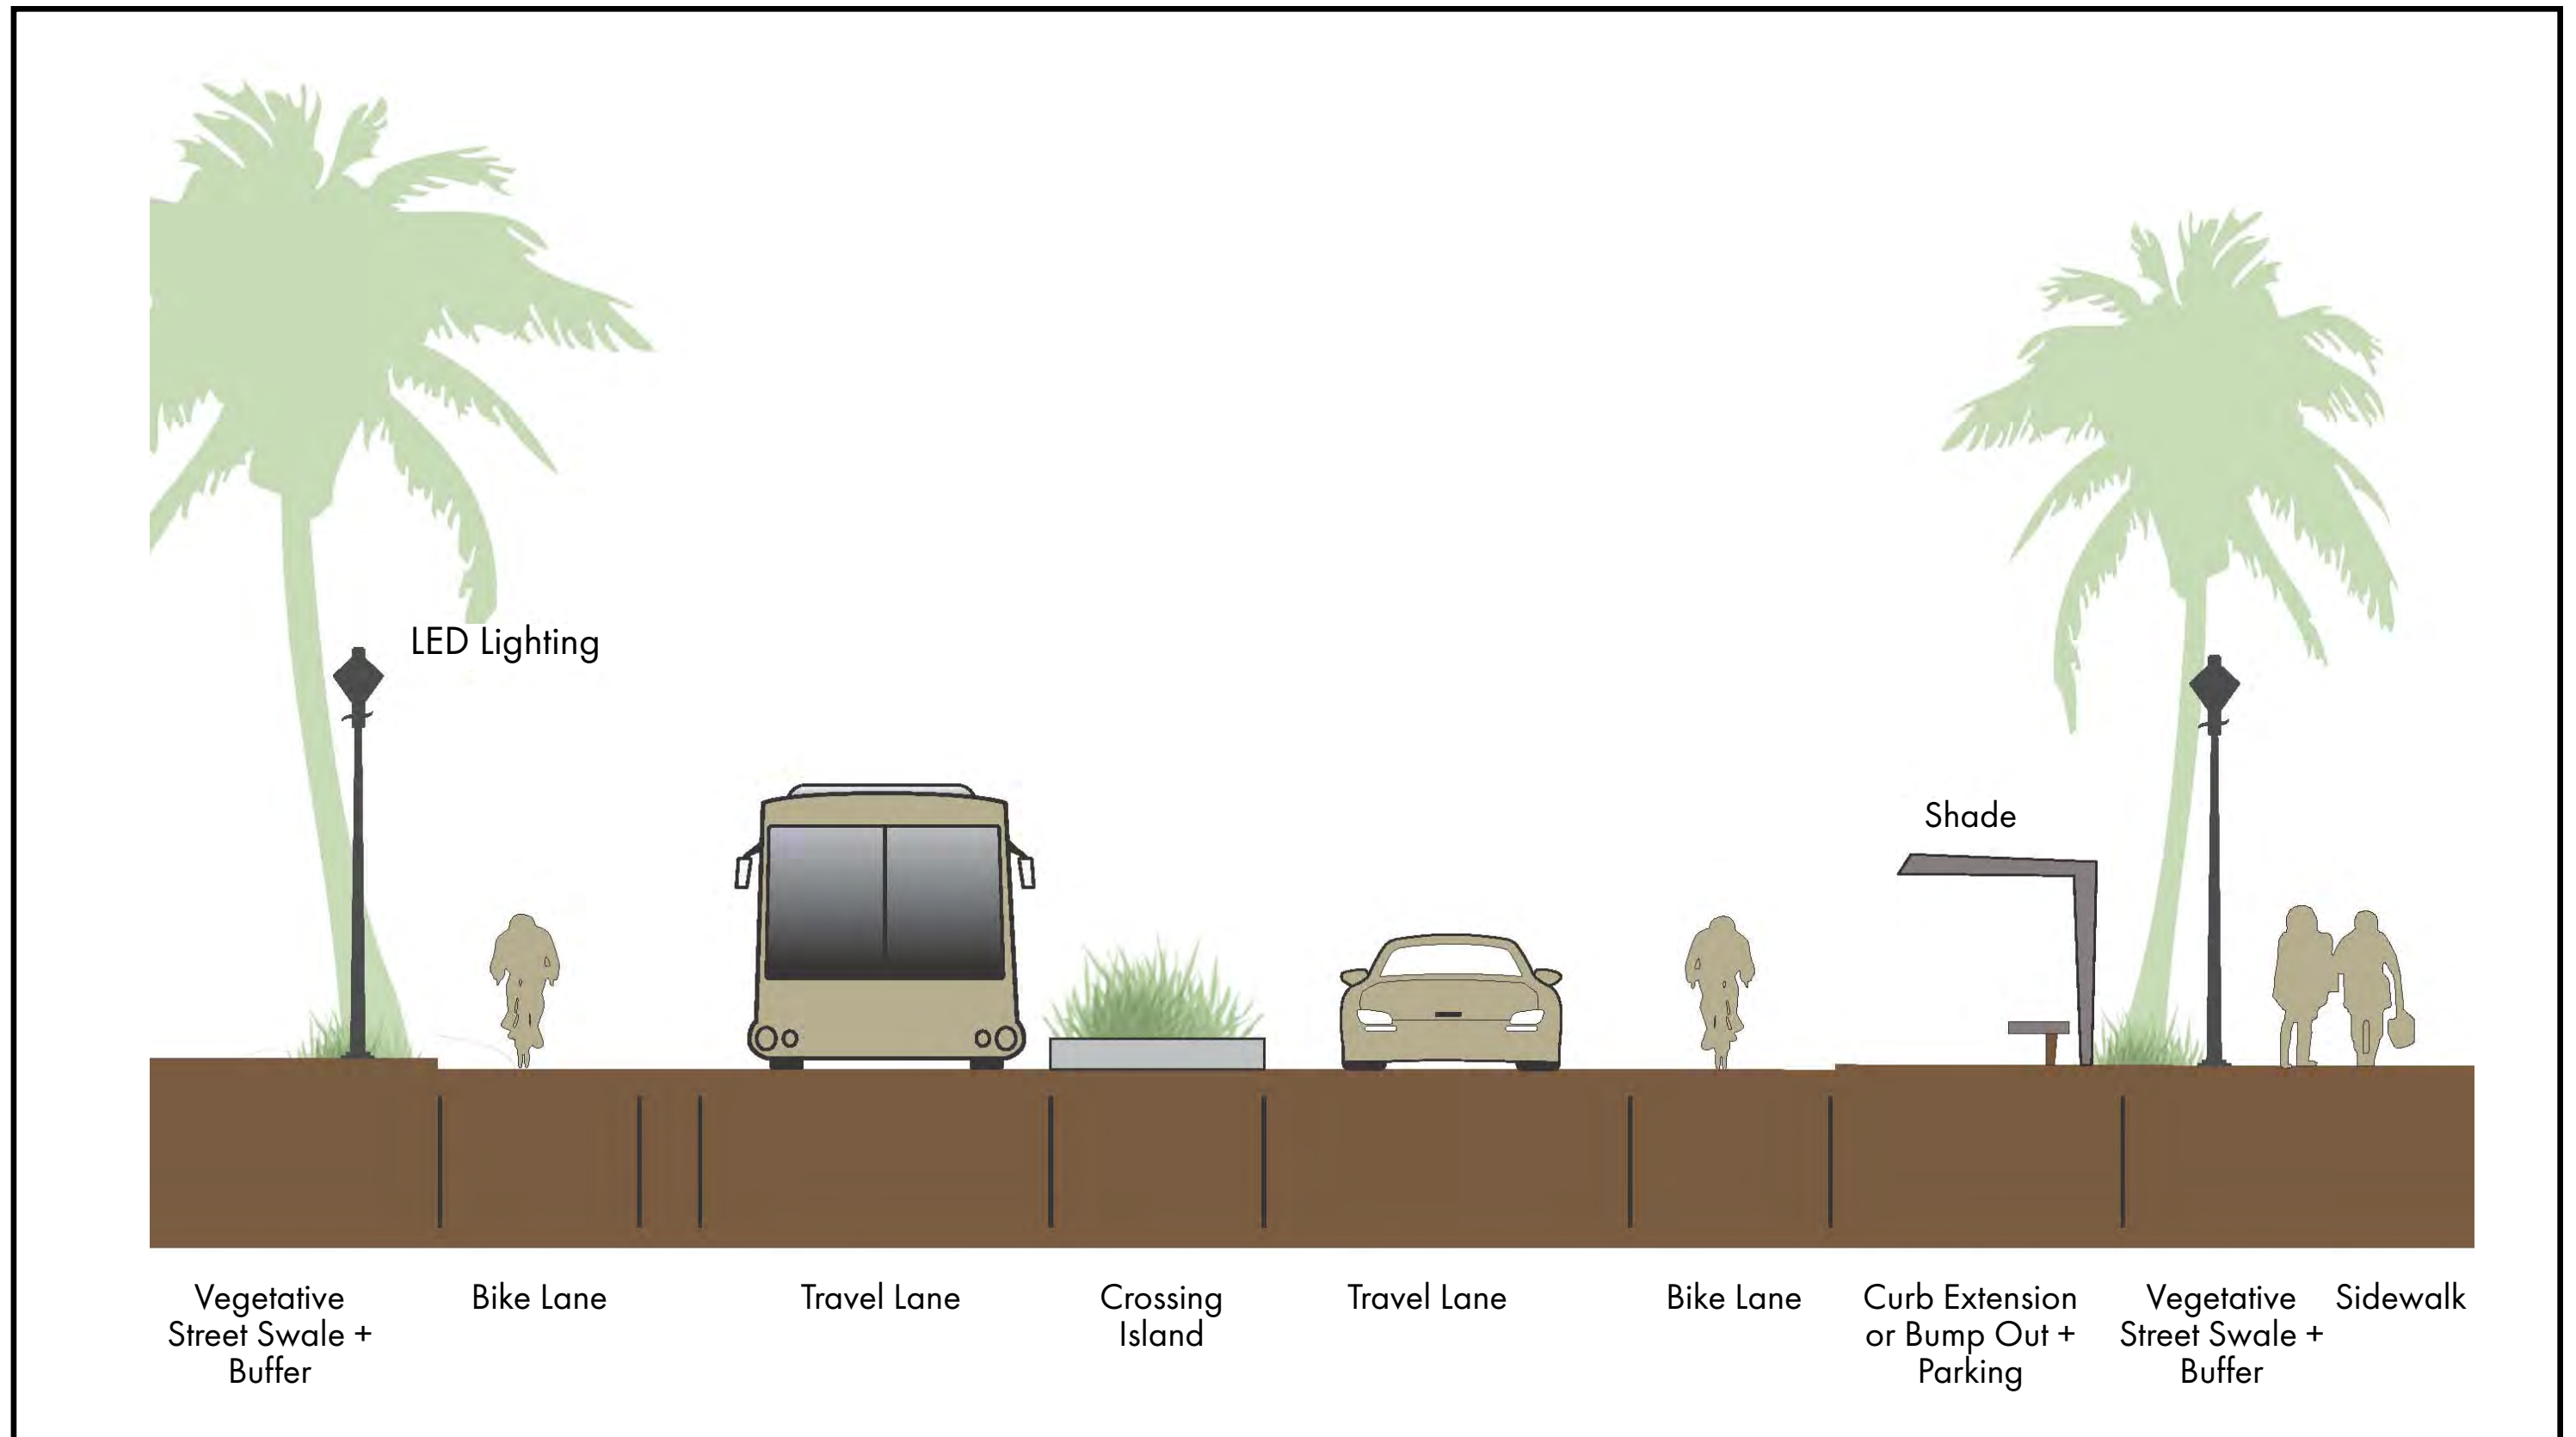 LED Lighting
Shade
Vegetative
Street Swale +
Buffer
Bike Lane
Travel Lane
Crossing
Island
Travel Lane
Bike Lane
Curb Extension
or Bump Out +
Parking
Vegetative
Street Swale +
Buffer
Sidewalk